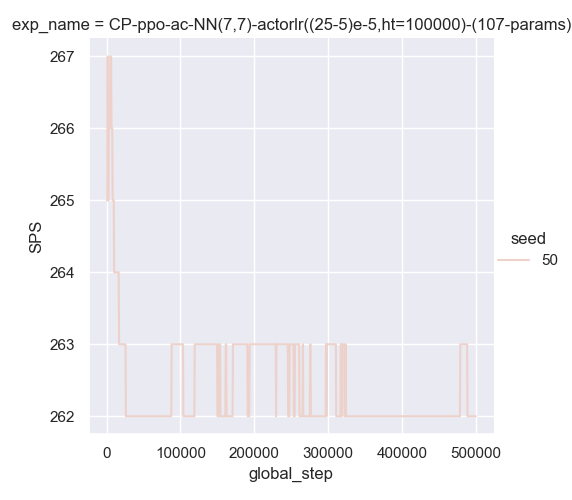 exp_name = CP-ppo-ac-NN(7,7)-actorlr((25-5)e-5,ht=100000)-(107-params)
267
266
265
264
263
262
SPS
0 100000 200000 300000 400000 500000
global_step
seed
50